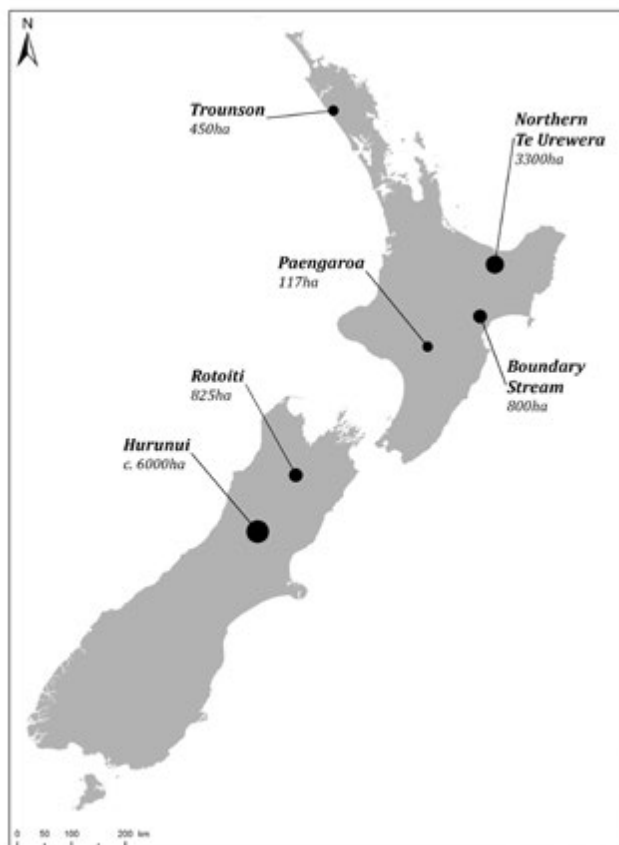 N
Trounson
450ha
Northern
Te Urewera
3300ha
Paengaroa
117ha
Boundary
Stream
800ha
Rotoiti
825ha
Hurunui
c. 6000ha
0 50 100 200 km